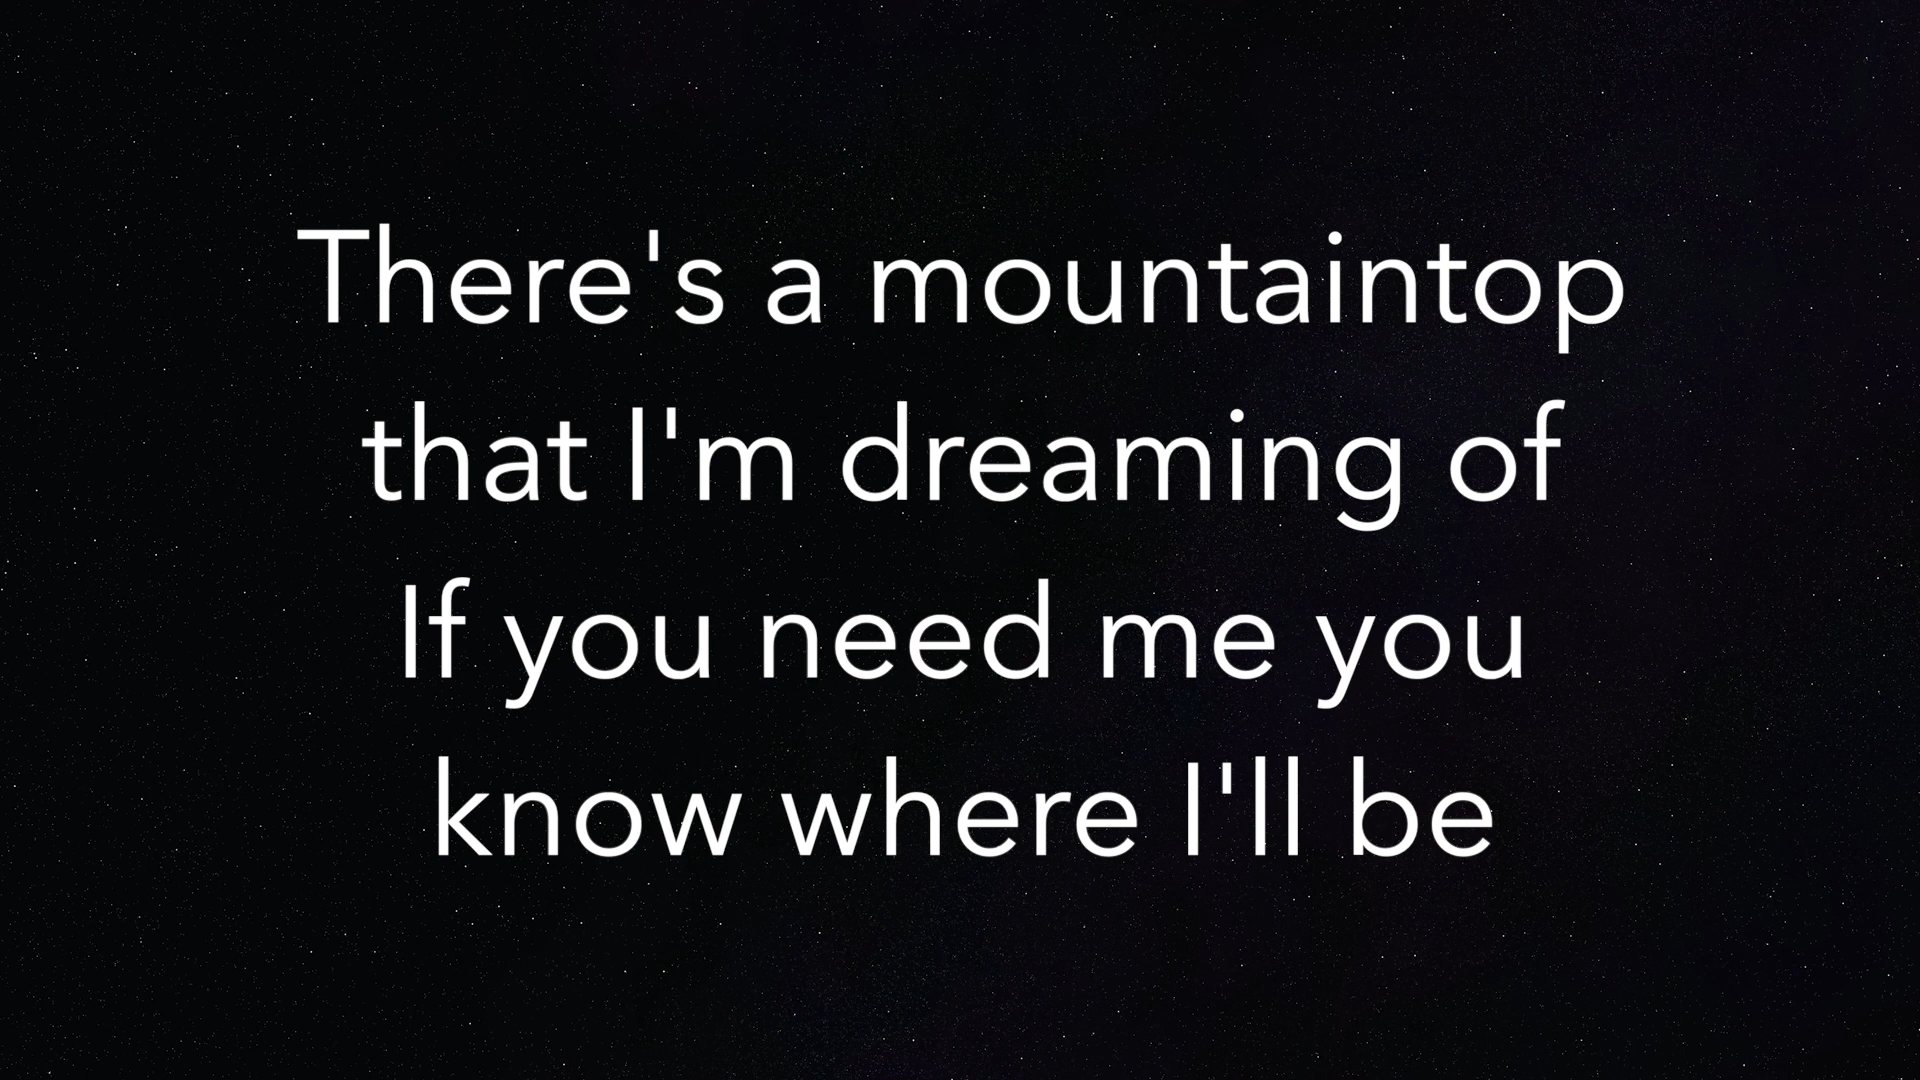 There's a mountaintop
that I'm dreaming of
If you need me you
know where I'll be